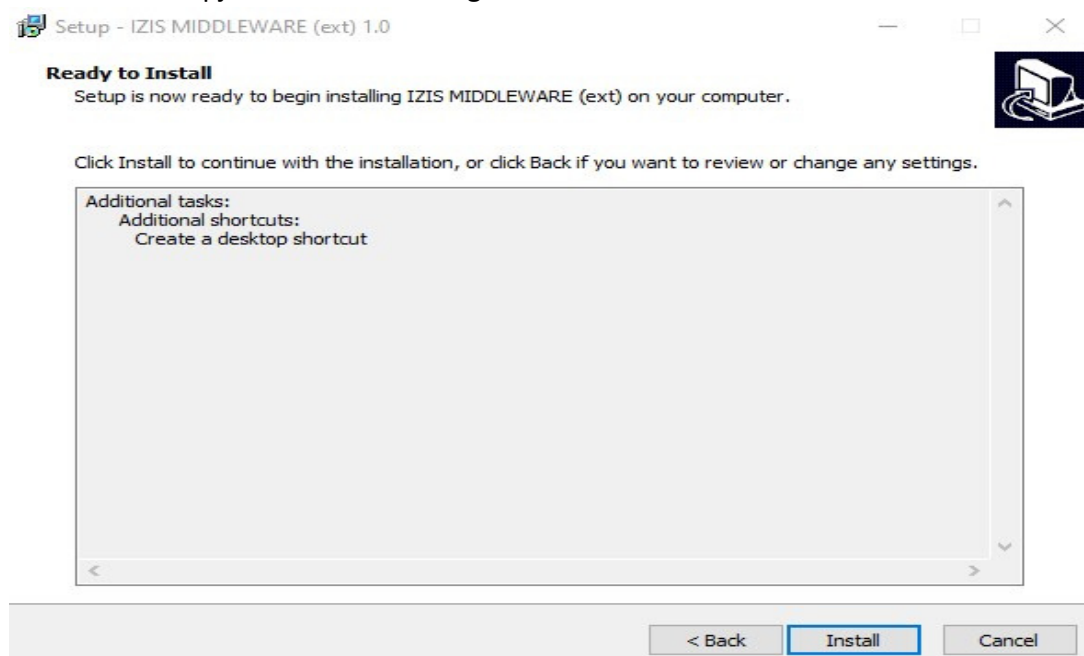 Setup - IZIS MIDDLEWARE (ext) 1.0
Ready to Install
Setup is now ready to begin installing IZIS MIDDLEWARE (ext) on your computer.
Click Install to continue with the installation, or click Back if you want to review or change any settings.
Additional tasks:
Additional shortcuts:
Create a desktop shortcut
< Back
Install
Cancel